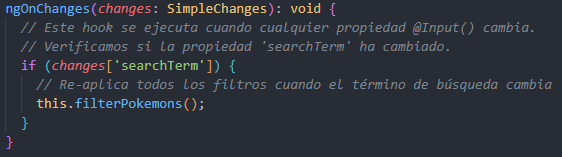 ngOnChanges(changes: SimpleChanges): void {
// Este hook se ejecuta cuando cualquier propiedad @Input() cambia.
// Verificamos si la propiedad 'searchTerm' ha cambiado.
if (changes['searchTerm']) {
// Re-aplica todos los filtros cuando el término de búsqueda cambia
this.filterPokemons();
}
}